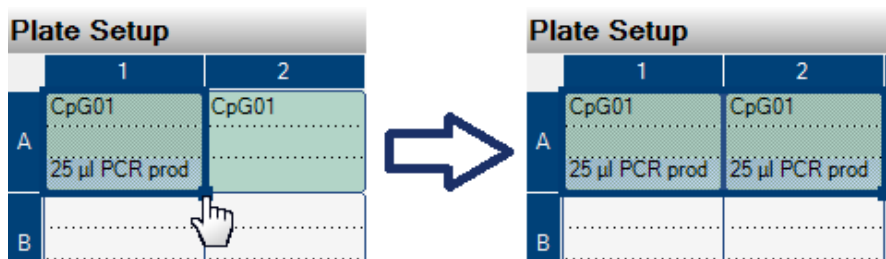 Plate Setup
1 2
A CpG01 CpG01
25 µl PCR prod
B
Plate Setup
1 2
A CpG01 CpG01
25 µl PCR prod 25 µl PCR prod
B